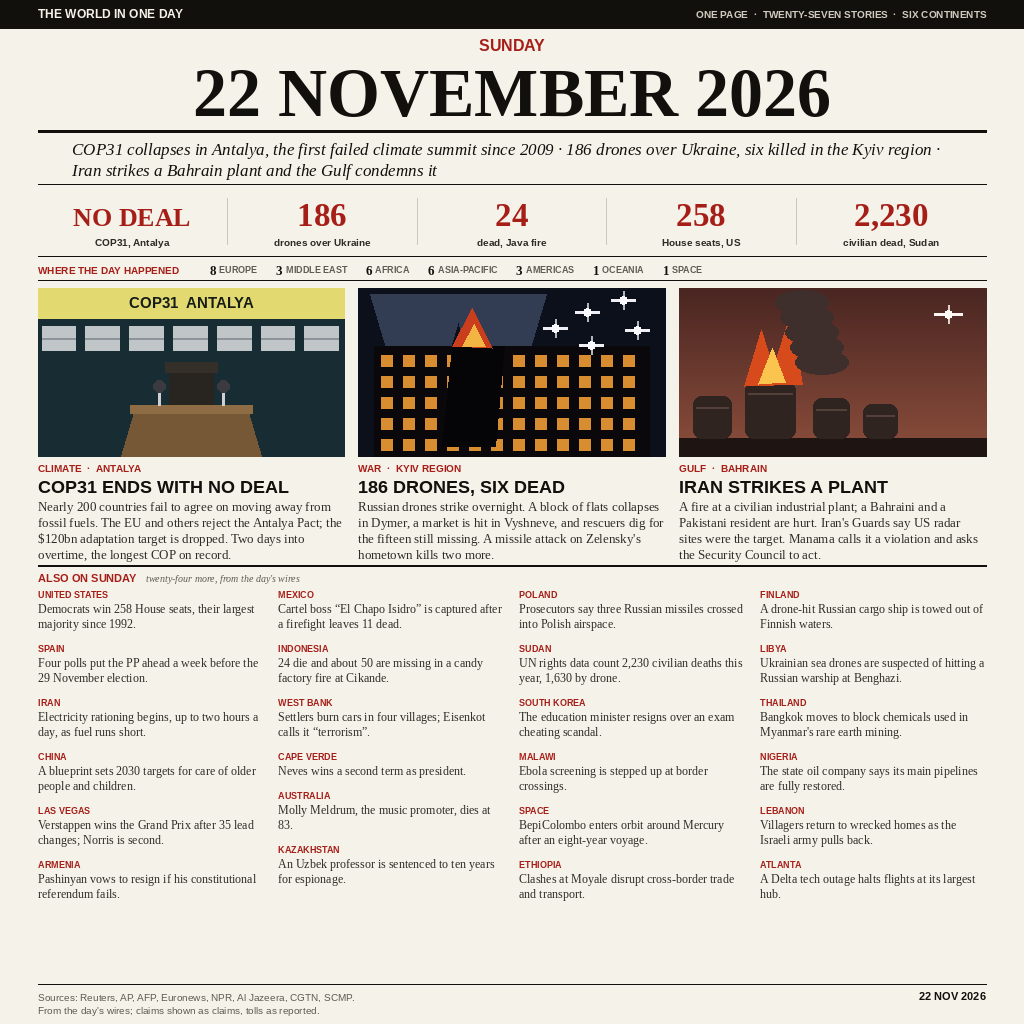 THE WORLD IN ONE DAY
ONE PAGE · TWENTY-SEVEN STORIES · SIX CONTINENTS
SUNDAY
22 NOVEMBER 2026
COP31 collapses in Antalya, the first failed climate summit since 2009 · 186 drones over Ukraine, six killed in the Kyiv region ·
Iran strikes a Bahrain plant and the Gulf condemns it
NO DEAL
COP31, Antalya
186
drones over Ukraine
24
dead, Java fire
258
House seats, US
2,230
civilian dead, Sudan
WHERE THE DAY HAPPENED 8 EUROPE 3 MIDDLE EAST 6 AFRICA 6 ASIA-PACIFIC 3 AMERICAS 1 OCEANIA 1 SPACE
COP31 ANTALYA
CLIMATE · ANTALYA
COP31 ENDS WITH NO DEAL
Nearly 200 countries fail to agree on moving away from
fossil fuels. The EU and others reject the Antalya Pact; the
$120bn adaptation target is dropped. Two days into
overtime, the longest COP on record.
WAR · KYIV REGION
186 DRONES, SIX DEAD
Russian drones strike overnight. A block of flats collapses
in Dymer, a market is hit in Vyshneve, and rescuers dig for
the fifteen still missing. A missile attack on Zelensky's
hometown kills two more.
GULF · BAHRAIN
IRAN STRIKES A PLANT
A fire at a civilian industrial plant; a Bahraini and a
Pakistani resident are hurt. Iran's Guards say US radar
sites were the target. Manama calls it a violation and asks
the Security Council to act.
ALSO ON SUNDAY twenty-four more, from the day's wires
UNITED STATES
Democrats win 258 House seats, their largest
majority since 1992.
SPAIN
Four polls put the PP ahead a week before the
29 November election.
IRAN
Electricity rationing begins, up to two hours a
day, as fuel runs short.
CHINA
A blueprint sets 2030 targets for care of older
people and children.
LAS VEGAS
Verstappen wins the Grand Prix after 35 lead
changes; Norris is second.
ARMENIA
Pashinyan vows to resign if his constitutional
referendum fails.
MEXICO
Cartel boss “El Chapo Isidro” is captured after
a firefight leaves 11 dead.
INDONESIA
24 die and about 50 are missing in a candy
factory fire at Cikande.
WEST BANK
Settlers burn cars in four villages; Eisenkot
calls it “terrorism”.
CAPE VERDE
Neves wins a second term as president.
AUSTRALIA
Molly Meldrum, the music promoter, dies at
83.
KAZAKHSTAN
An Uzbek professor is sentenced to ten years
for espionage.
POLAND
Prosecutors say three Russian missiles crossed
into Polish airspace.
SUDAN
UN rights data count 2,230 civilian deaths this
year, 1,630 by drone.
SOUTH KOREA
The education minister resigns over an exam
cheating scandal.
MALAWI
Ebola screening is stepped up at border
crossings.
SPACE
BepiColombo enters orbit around Mercury
after an eight-year voyage.
ETHIOPIA
Clashes at Moyale disrupt cross-border trade
and transport.
FINLAND
A drone-hit Russian cargo ship is towed out of
Finnish waters.
LIBYA
Ukrainian sea drones are suspected of hitting a
Russian warship at Benghazi.
THAILAND
Bangkok moves to block chemicals used in
Myanmar's rare earth mining.
NIGERIA
The state oil company says its main pipelines
are fully restored.
LEBANON
Villagers return to wrecked homes as the
Israeli army pulls back.
ATLANTA
A Delta tech outage halts flights at its largest
hub.
Sources: Reuters, AP, AFP, Euronews, NPR, Al Jazeera, CGTN, SCMP.
From the day's wires; claims shown as claims, tolls as reported.
22 NOV 2026